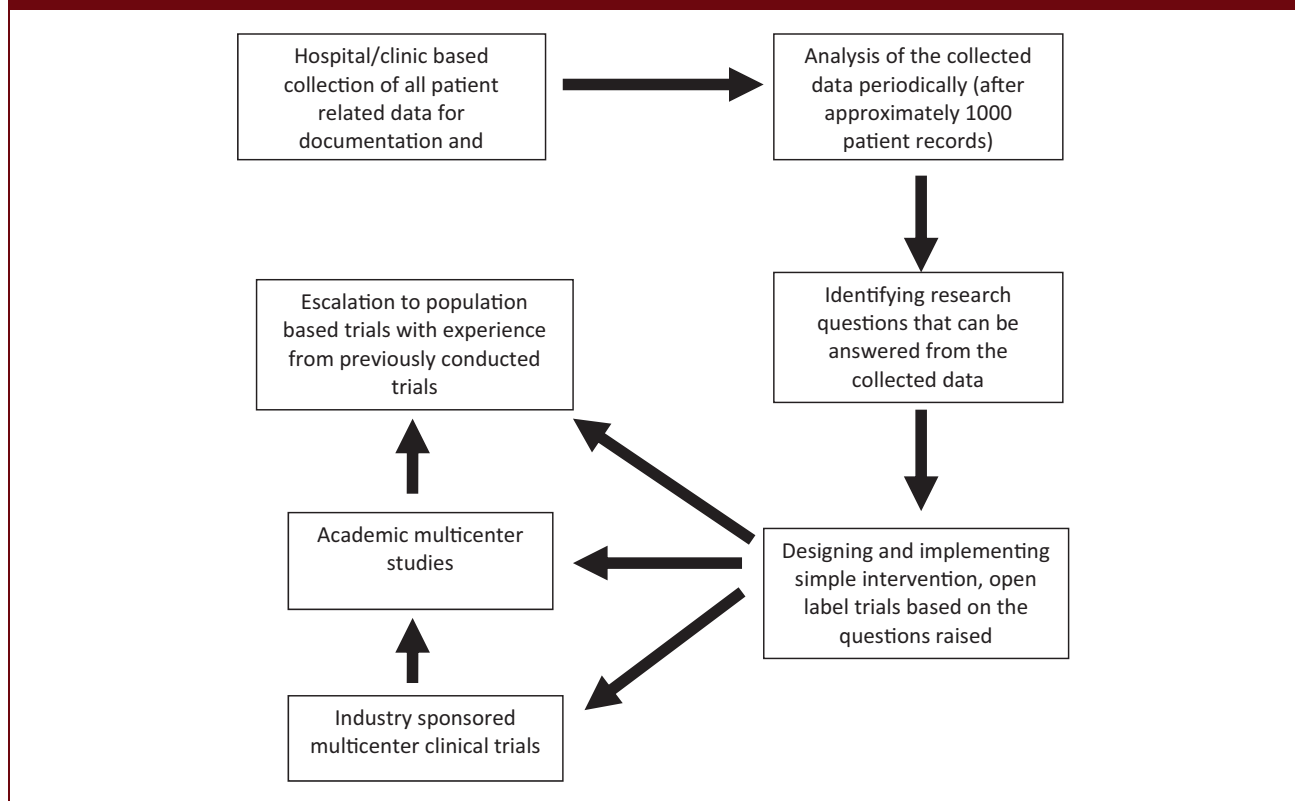 Hospital/clinic based
collection of all patient
related data for
documentation and
Analysis of the collected
data periodically (after
approximately 1000
patient records)
Identifying research
questions that can be
answered from the
collected data
Designing and implementing
simple intervention, open
label trials based on the
questions raised
Escalation to population
based trials with experience
from previously conducted
trials
Academic multicenter
studies
Industry sponsored
multicenter clinical trials